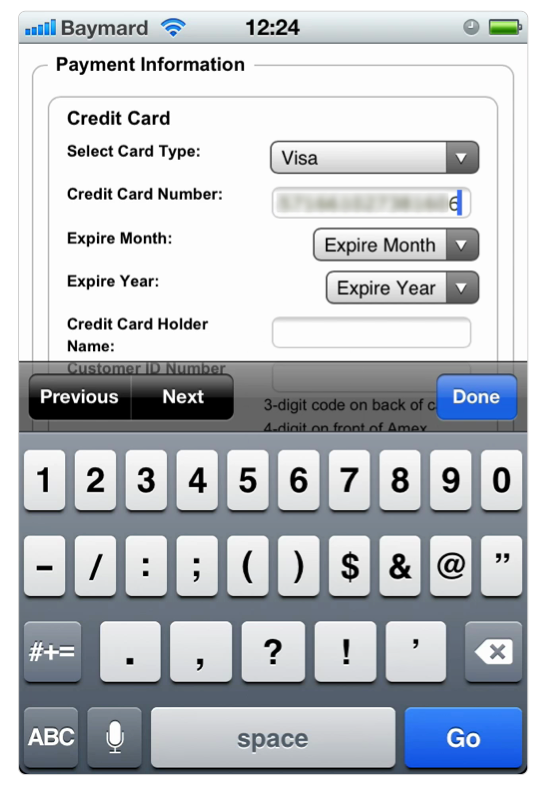 Baymard 12:24
Payment Information
Credit Card
Select Card Type: Visa
Credit Card Number: 6
Expire Month: Expire Month
Expire Year: Expire Year
Credit Card Holder
Name:
Customer ID Number
Previous Next 3-digit code on back of c Done
4-digit on front of Amex
1 2 3 4 5 6 7 8 9 0
- / : ; ( ) $ & @ ”
#+= . , ? ! ’
ABC space Go